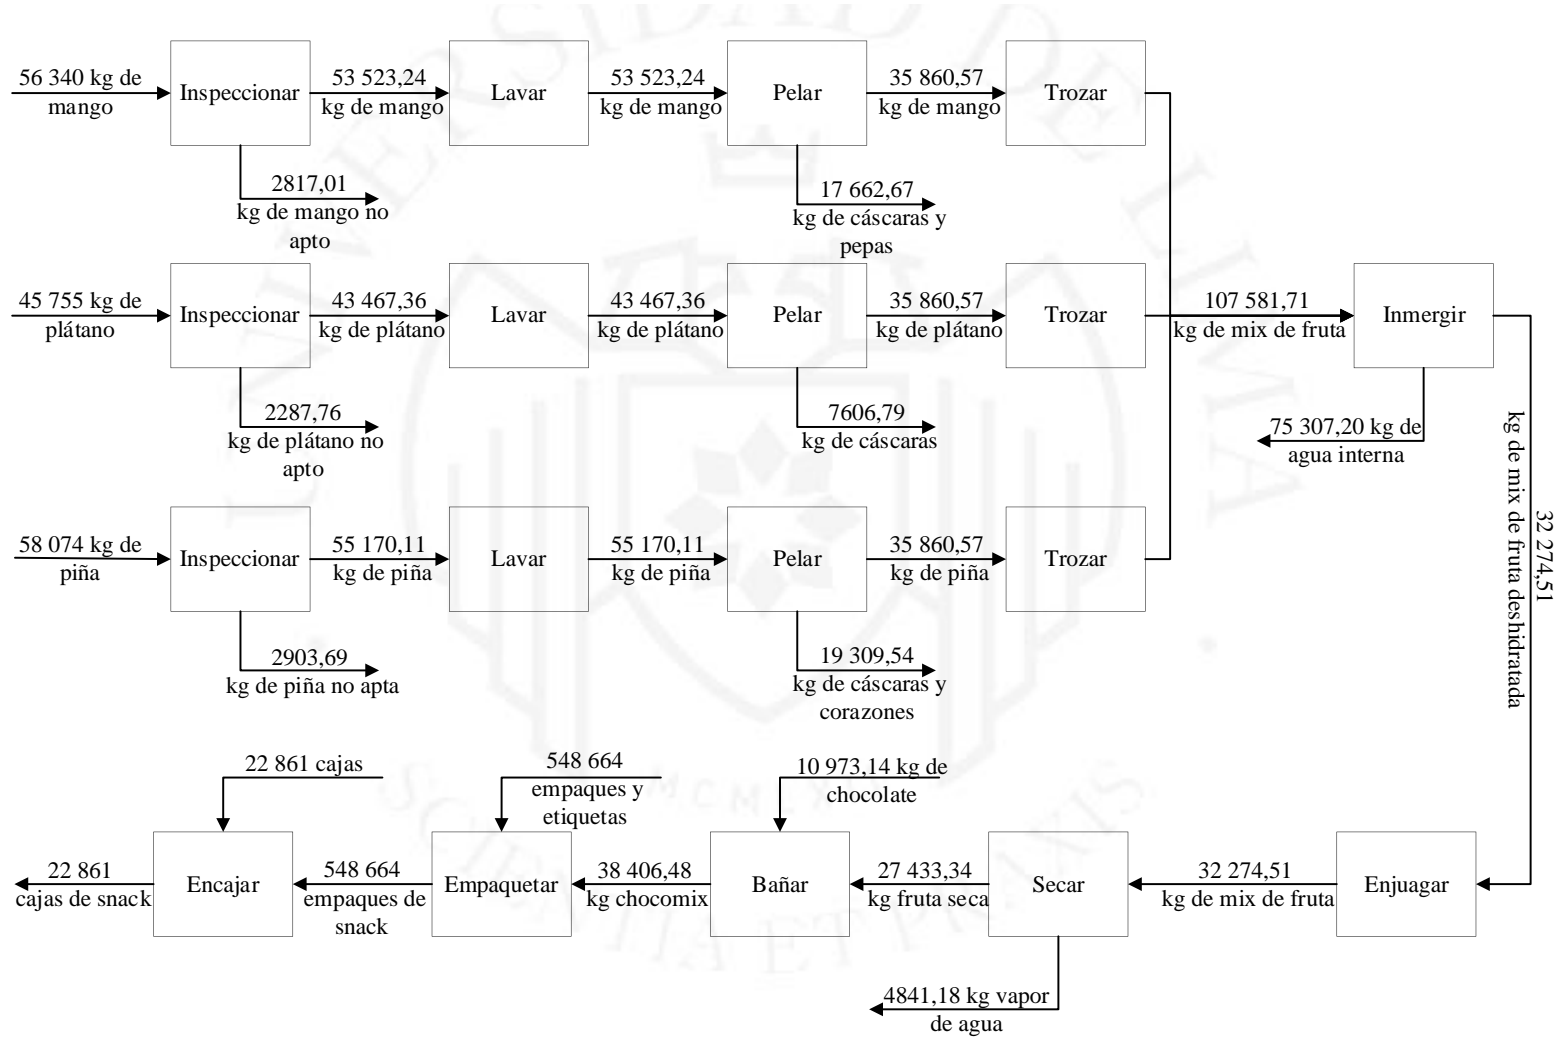 56 340 kg de
mango
Inspeccionar
53 523,24
kg de mango
Lavar
53 523,24
kg de mango
Pelar
35 860,57
kg de mango
Trozar
2817,01
kg de mango no
apto
17 662,67
kg de cáscaras y
pepas
45 755 kg de
plátano
Inspeccionar
43 467,36
kg de plátano
Lavar
43 467,36
kg de plátano
Pelar
35 860,57
kg de plátano
Trozar
107 581,71
kg de mix de fruta
Inmergir
2287,76
kg de plátano no
apto
7606,79
kg de cáscaras
75 307,20 kg de
agua interna
32 274,51
kg de mix de fruta deshidratada
58 074 kg de
piña
Inspeccionar
55 170,11
kg de piña
Lavar
55 170,11
kg de piña
Pelar
35 860,57
kg de piña
Trozar
2903,69
kg de piña no apta
19 309,54
kg de cáscaras y
corazones
22 861 cajas
548 664
empaques y
etiquetas
10 973,14 kg de
chocolate
22 861
cajas de snack
Encajar
548 664
empaques de
snack
Empaquetar
38 406,48
kg chocomix
Bañar
27 433,34
kg fruta seca
Secar
32 274,51
kg de mix de fruta
Enjuagar
4841,18 kg vapor
de agua
UNIVERSIDAD DE LIMA
SCIENTIA ET PRAXIS